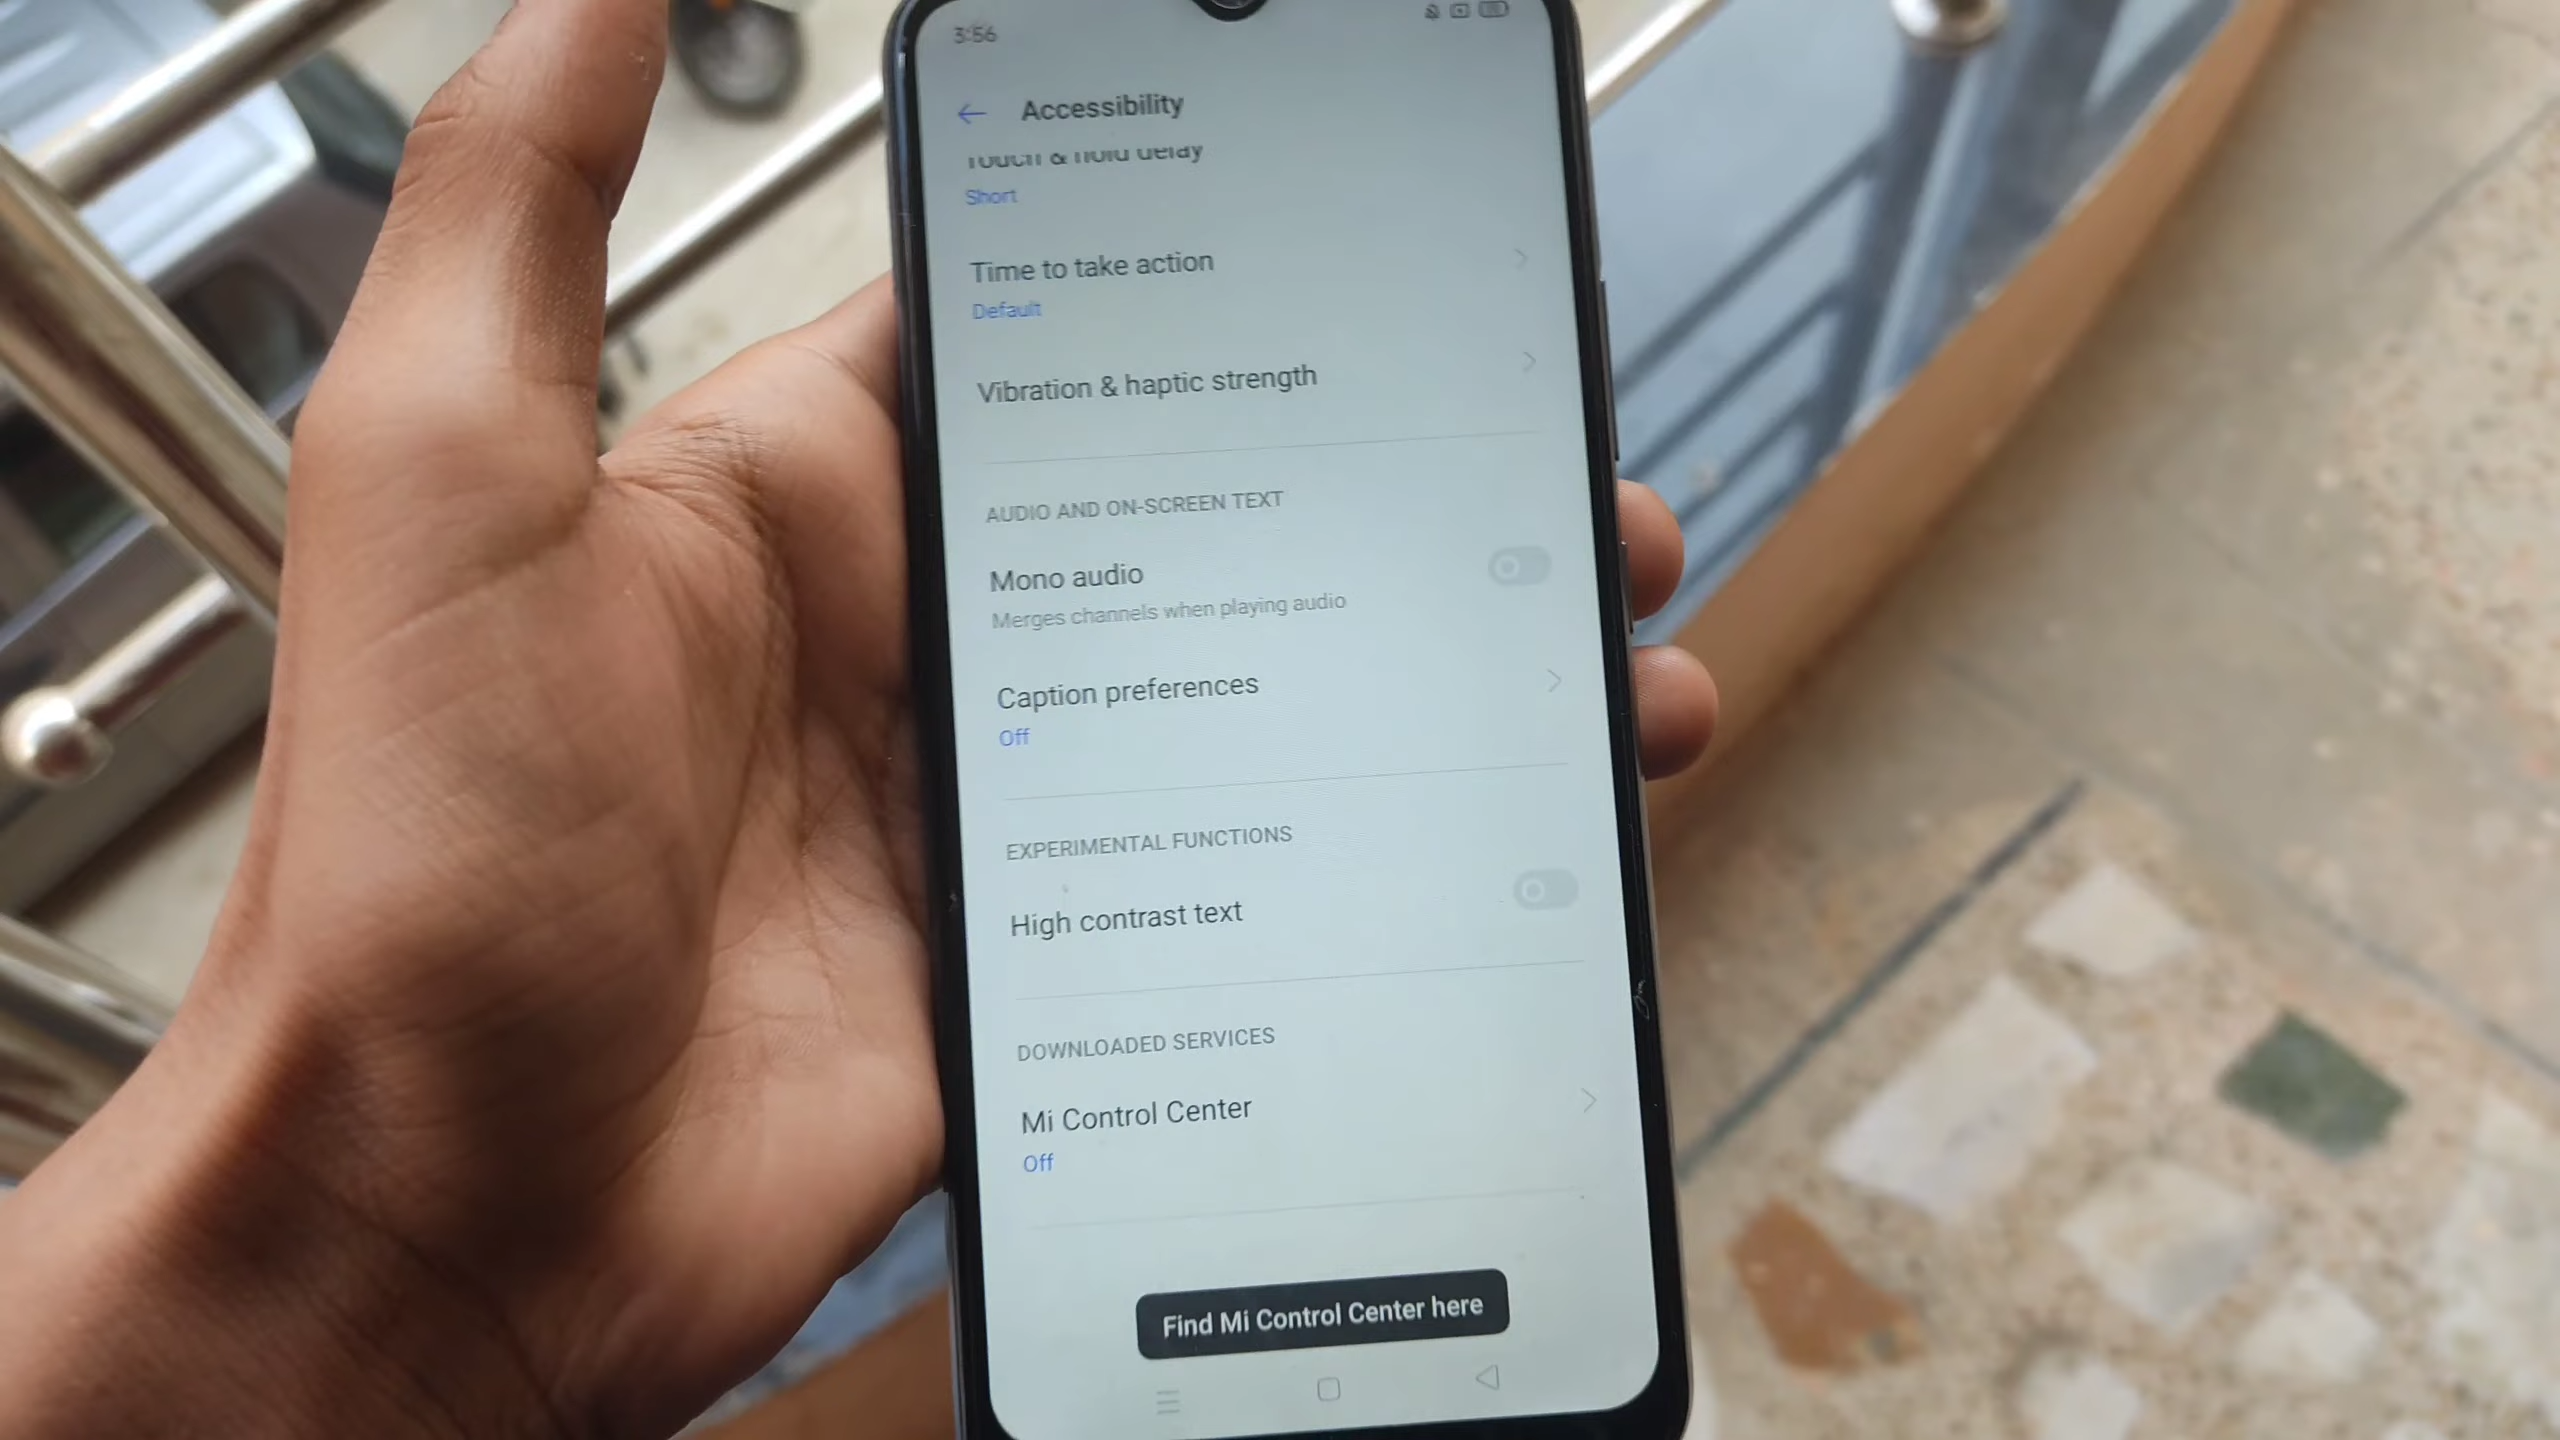 3:56
Accessibility
Touch & hold delay
Short
Time to take action
Default
Vibration & haptic strength
AUDIO AND ON-SCREEN TEXT
Mono audio
Merges channels when playing audio
Caption preferences
Off
EXPERIMENTAL FUNCTIONS
High contrast text
DOWNLOADED SERVICES
Mi Control Center
Off
Find Mi Control Center here